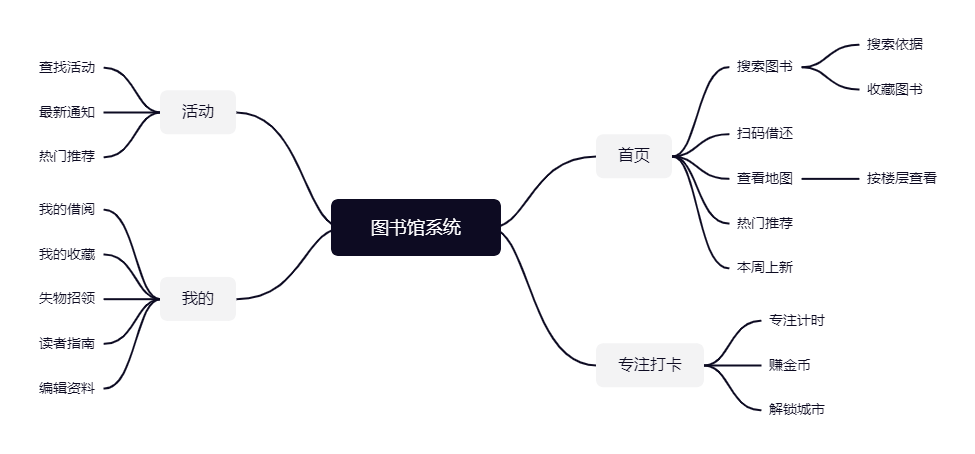 图书馆系统
首页
搜索图书
搜索依据
收藏图书
扫码借还
查看地图
按楼层查看
热门推荐
本周上新
专注打卡
专注计时
赚金币
解锁城市
活动
查找活动
最新通知
热门推荐
我的
我的借阅
我的收藏
失物招领
读者指南
编辑资料